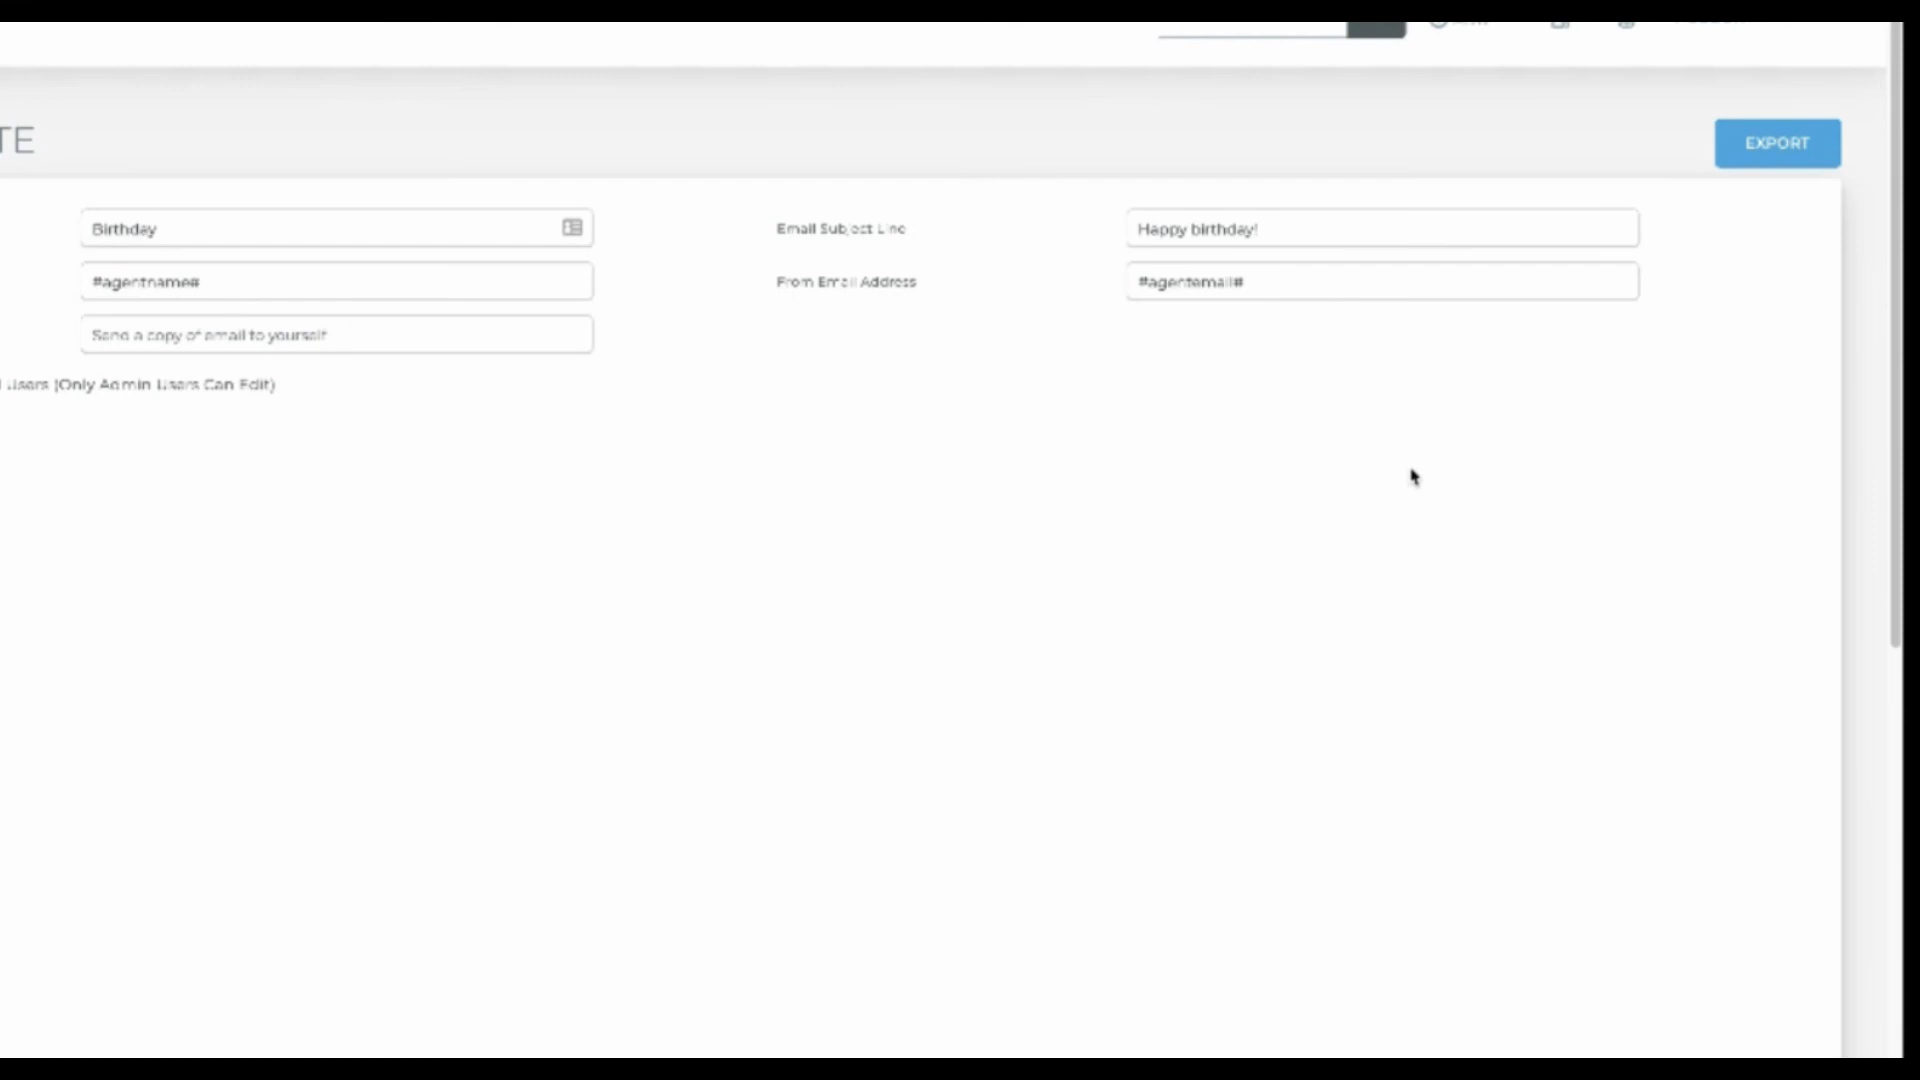 TE
EXPORT
Birthday
Email Subject Line
Happy birthday!
#agentname#
From Email Address
#agentemail#
Send a copy of email to yourself
Users (Only Admin Users Can Edit)